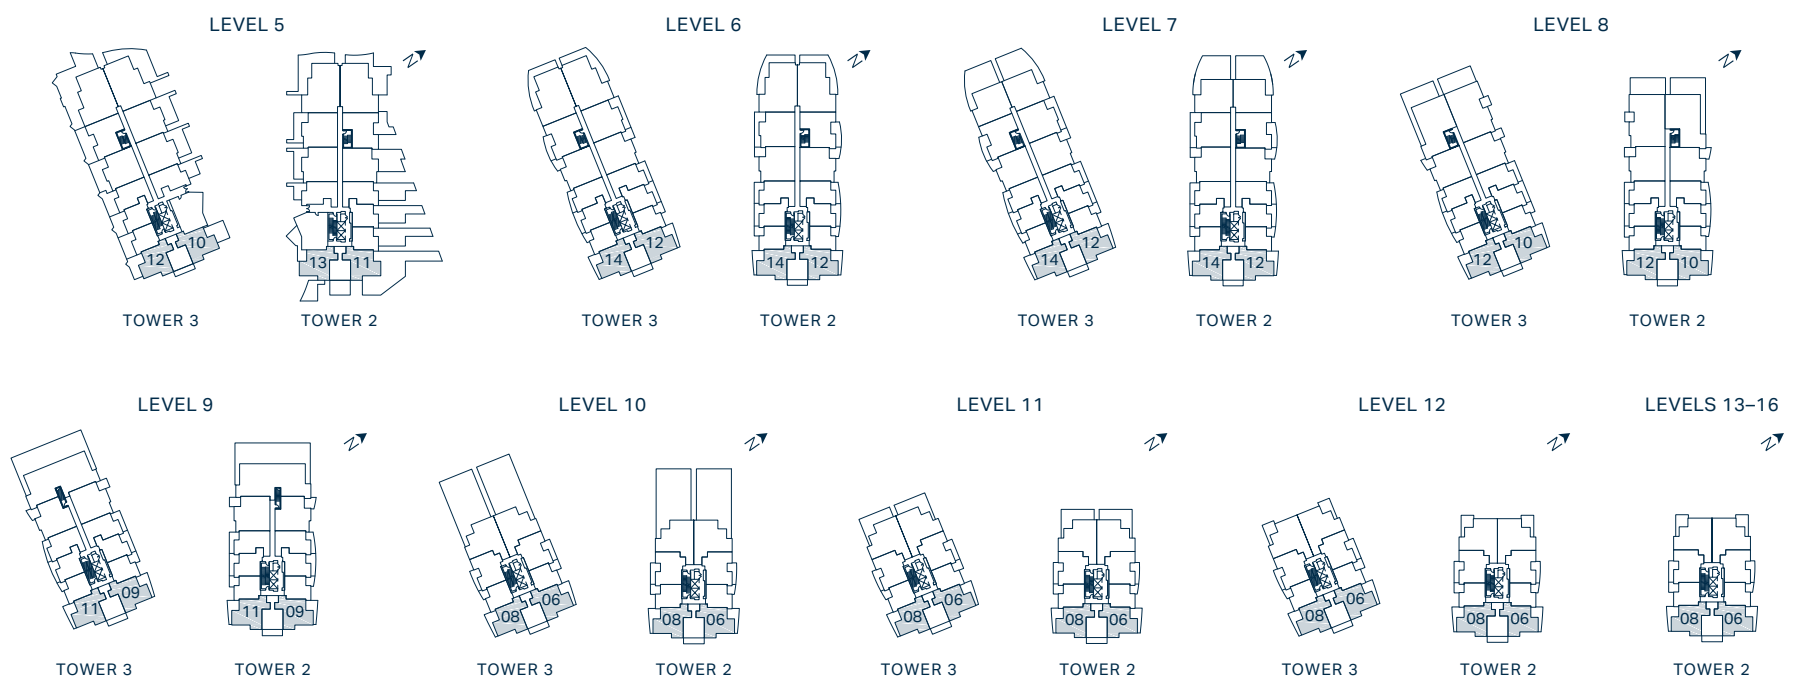 LEVEL 5
LEVEL 6
LEVEL 7
LEVEL 8
N
N
N
N
12
10
13
11
14
12
14
12
14
12
14
12
12
10
12
10
TOWER 3
TOWER 2
TOWER 3
TOWER 2
TOWER 3
TOWER 2
TOWER 3
TOWER 2
LEVEL 9
LEVEL 10
LEVEL 11
LEVEL 12
LEVELS 13–16
N
N
N
N
N
11
09
11
09
08
06
08
06
08
06
08
06
08
06
08
06
08
06
TOWER 3
TOWER 2
TOWER 3
TOWER 2
TOWER 3
TOWER 2
TOWER 3
TOWER 2
TOWER 2